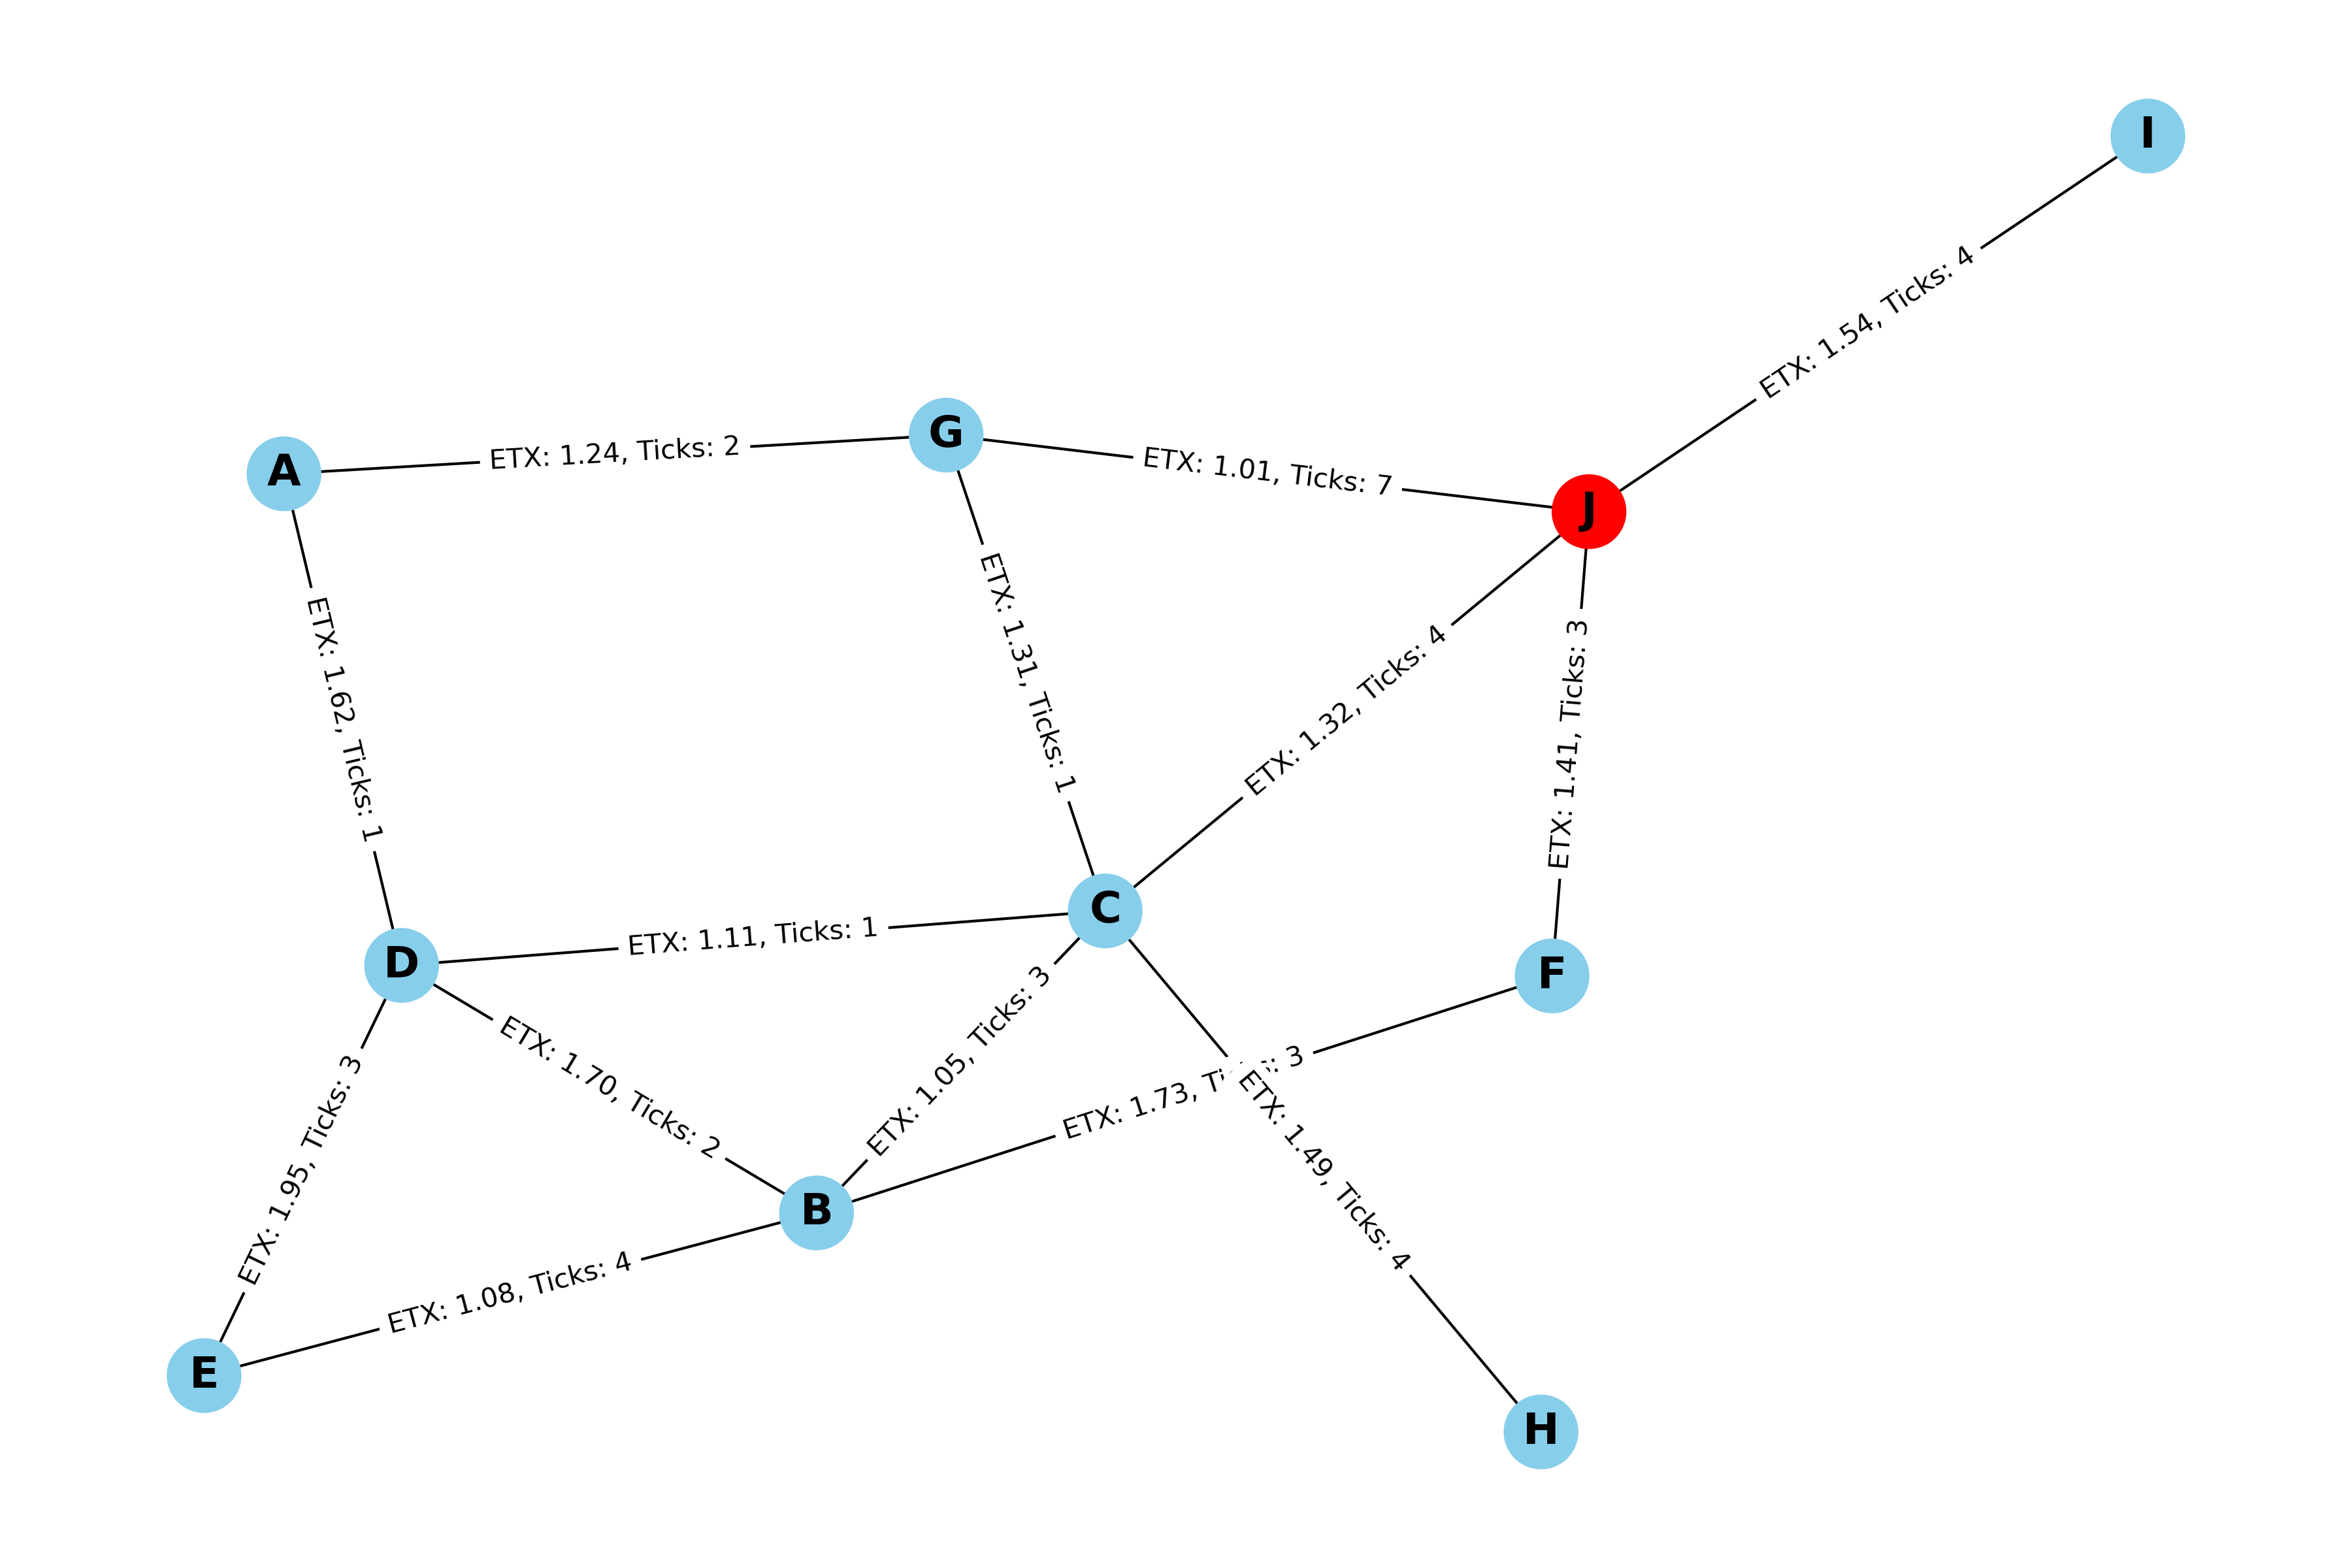 I
A
ETX: 1.24, Ticks: 2
G
ETX: 1.01, Ticks: 7
J
ETX: 1.54, Ticks: 4
ETX: 1.62, Ticks: 1
ETX: 1.31, Ticks: 1
ETX: 1.32, Ticks: 4
ETX: 1.41, Ticks: 3
D
ETX: 1.11, Ticks: 1
C
F
ETX: 1.95, Ticks: 3
ETX: 1.70, Ticks: 2
ETX: 1.05, Ticks: 3
ETX: 1.73, 3
ETX: 1.49, Ticks: 4
B
ETX: 1.08, Ticks: 4
E
H